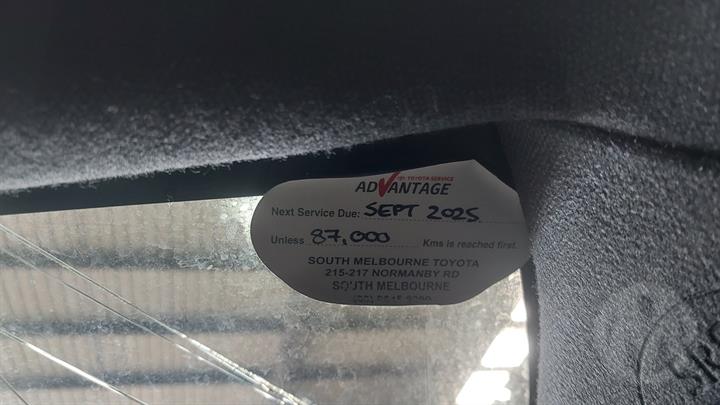 TOYOTA SERVICE
ADVANTAGE
Next Service Due: SEPT 2025
Unless 87,000 Kms is reached first.
SOUTH MELBOURNE TOYOTA
215-217 NORMANBY RD
SOUTH MELBOURNE
SRS